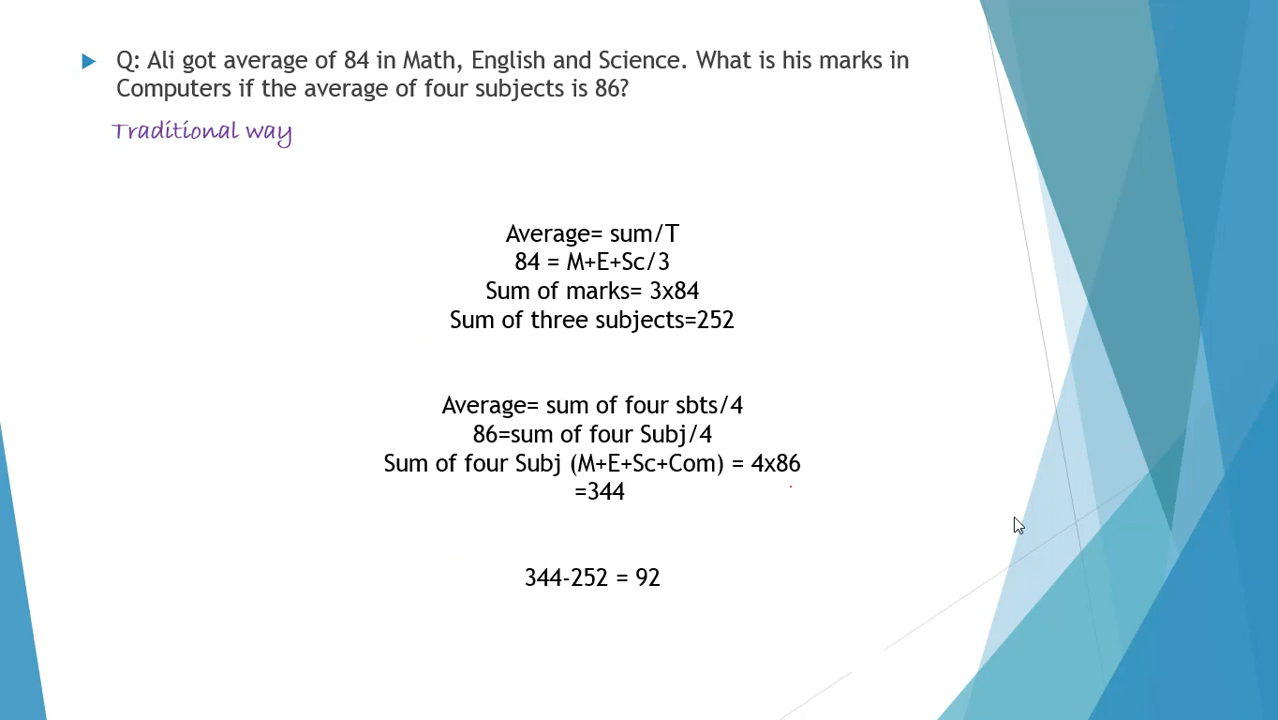 Q: Ali got average of 84 in Math, English and Science. What is his marks in
Computers if the average of four subjects is 86?
Traditional way
Average= sum/T
84 = M+E+Sc/3
Sum of marks= 3x84
Sum of three subjects=252
Average= sum of four sbts/4
86=sum of four Subj/4
Sum of four Subj (M+E+Sc+Com) = 4x86
=344
344-252 = 92